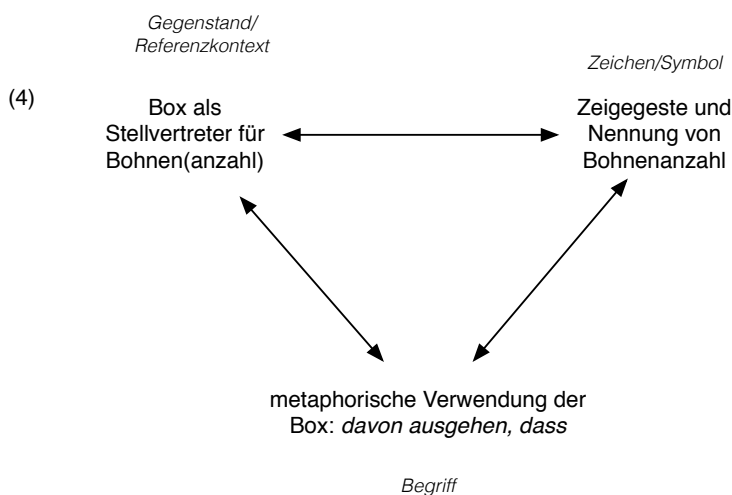 Gegenstand/
Referenzkontext
Zeichen/Symbol
(4)
Box als
Stellvertreter für
Bohnen(anzahl)
Zeigegeste und
Nennung von
Bohnenanzahl
metaphorische Verwendung der
Box: davon ausgehen, dass
Begriff